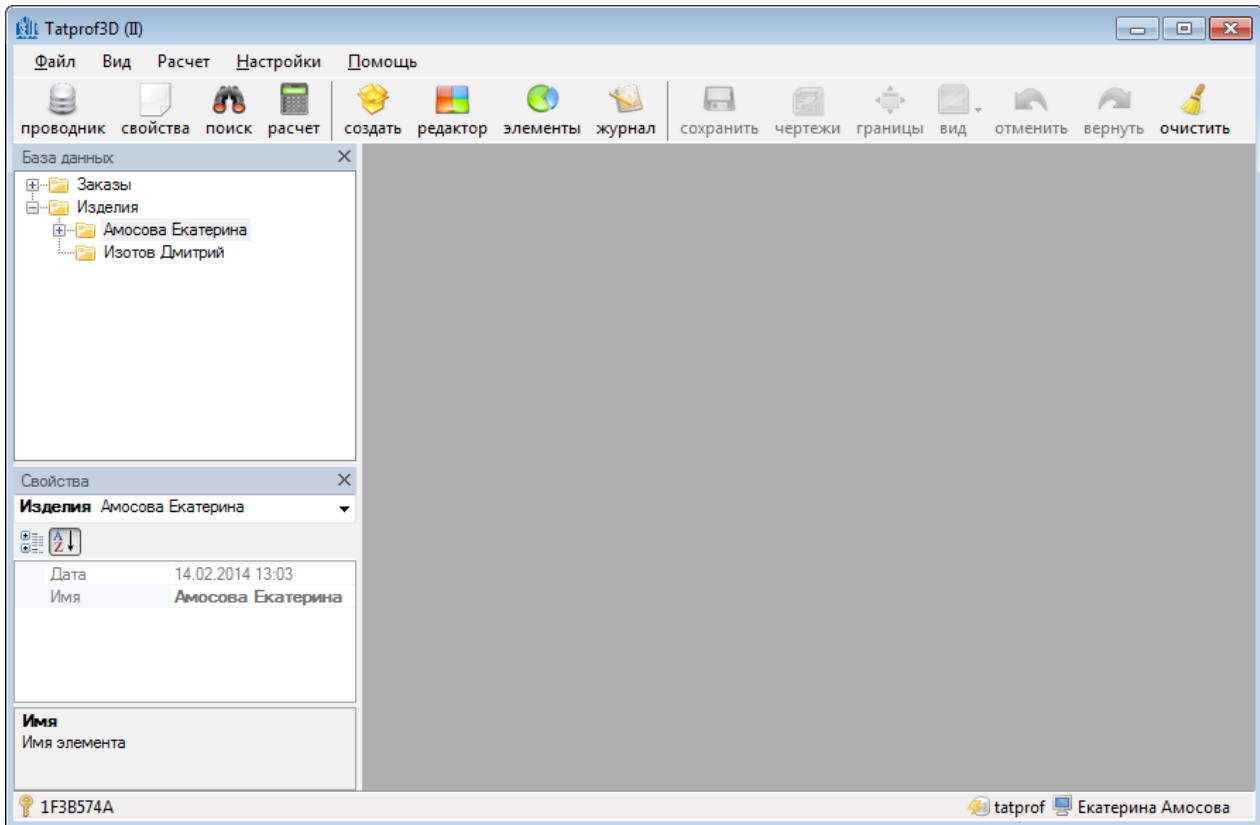 Tatprof3D (II)
Файл Вид Расчет Настройки Помощь
проводник свойства поиск расчет создать редактор элементы журнал сохранить чертежи границы вид отменить вернуть очистить
База данных
Заказы
Изделия
Амосова Екатерина
Изотов Дмитрий
Свойства
Изделия Амосова Екатерина
Дата 14.02.2014 13:03
Имя Амосова Екатерина
Имя
Имя элемента
1F3B574A tatprof Екатерина Амосова